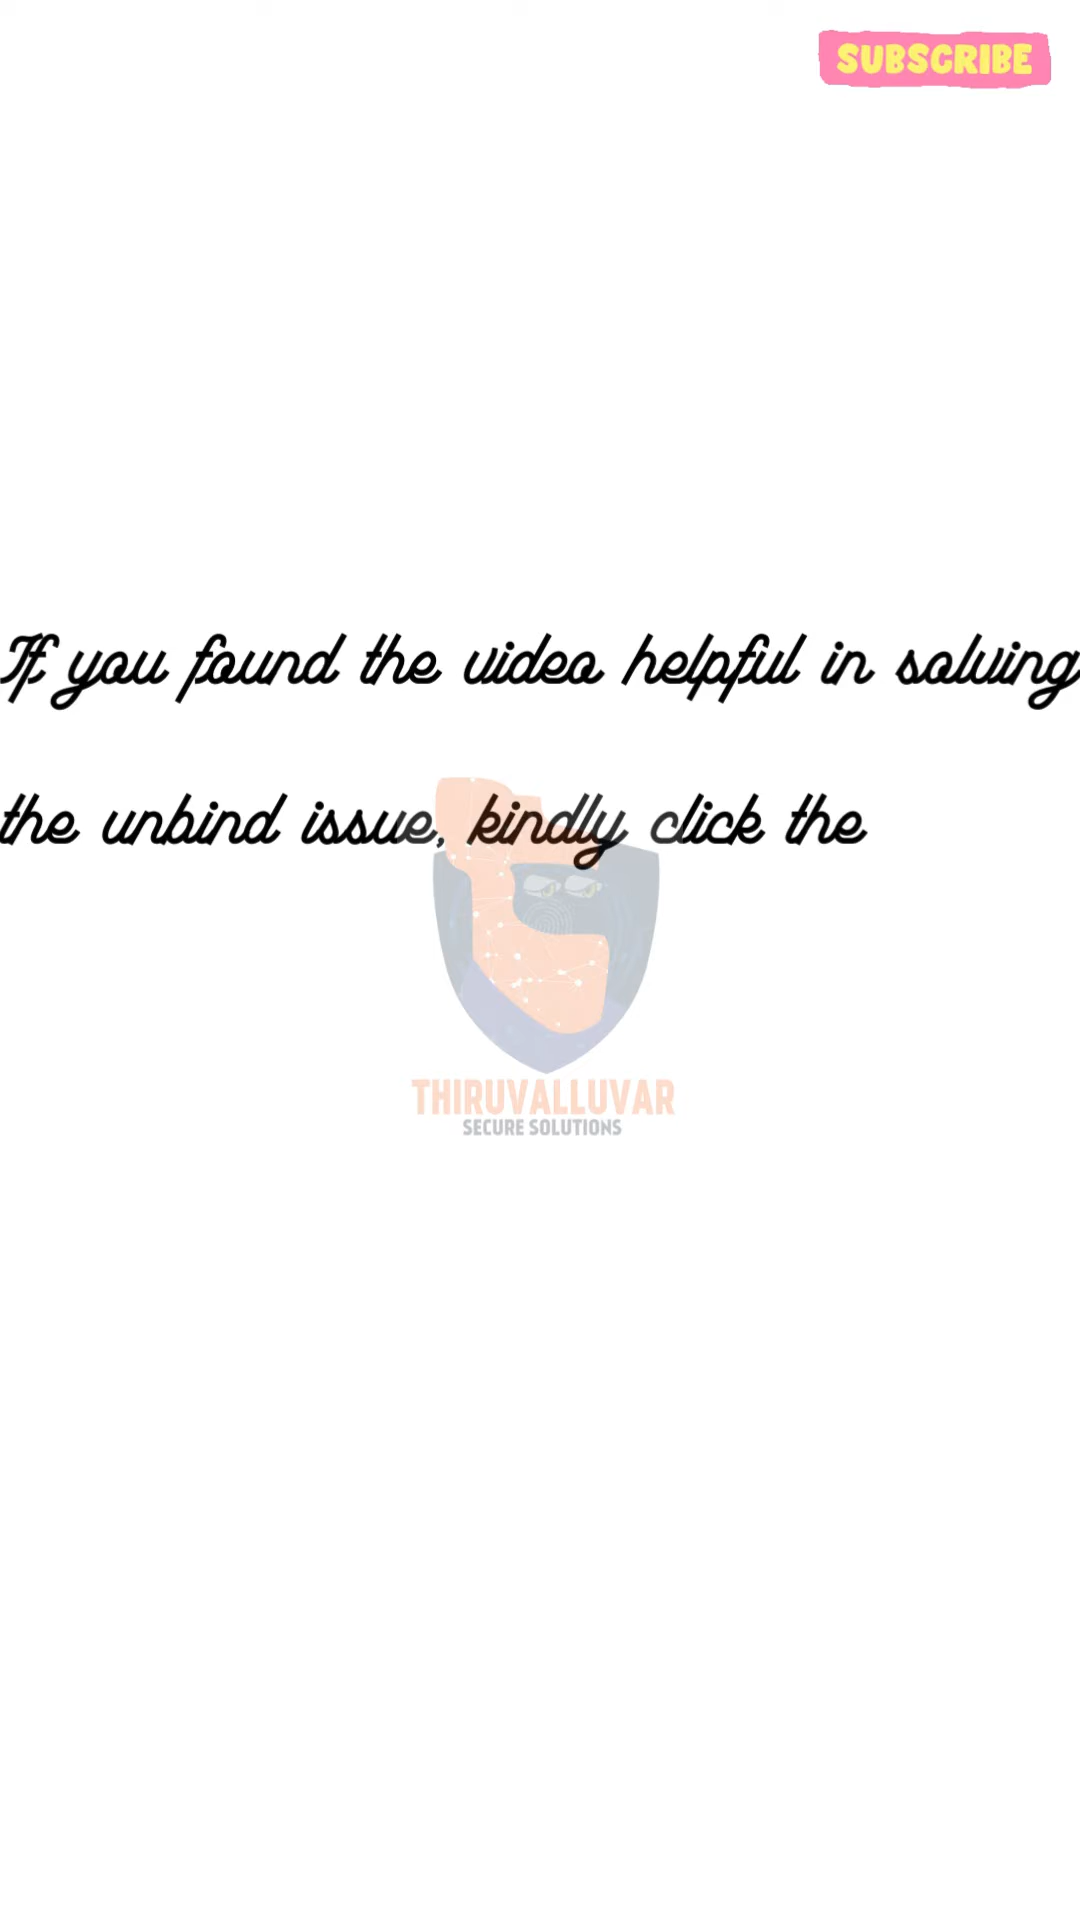 SUBSCRIBE
If you found the video helpful in solving
the unbind issue, kindly click the
THIRUVALLUVAR
SECURE SOLUTIONS